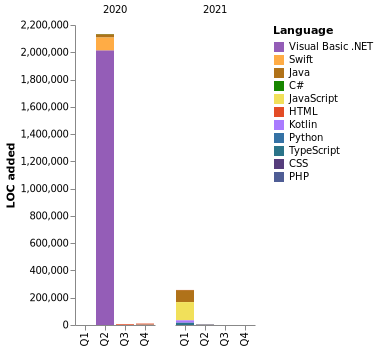 2020
2021
LOC added
2,200,000
2,000,000
1,800,000
1,600,000
1,400,000
1,200,000
1,000,000
800,000
600,000
400,000
200,000
0
Q1
Q2
Q3
Q4
Q1
Q2
Q3
Q4
Language
Visual Basic .NET
Swift
Java
C#
JavaScript
HTML
Kotlin
Python
TypeScript
CSS
PHP